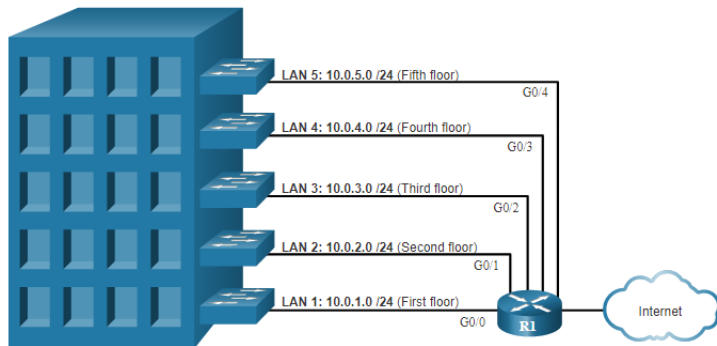 LAN 5: 10.0.5.0 /24 (Fifth floor)
G0/4
LAN 4: 10.0.4.0 /24 (Fourth floor)
G0/3
LAN 3: 10.0.3.0 /24 (Third floor)
G0/2
LAN 2: 10.0.2.0 /24 (Second floor)
G0/1
LAN 1: 10.0.1.0 /24 (First floor)
G0/0
R1
Internet